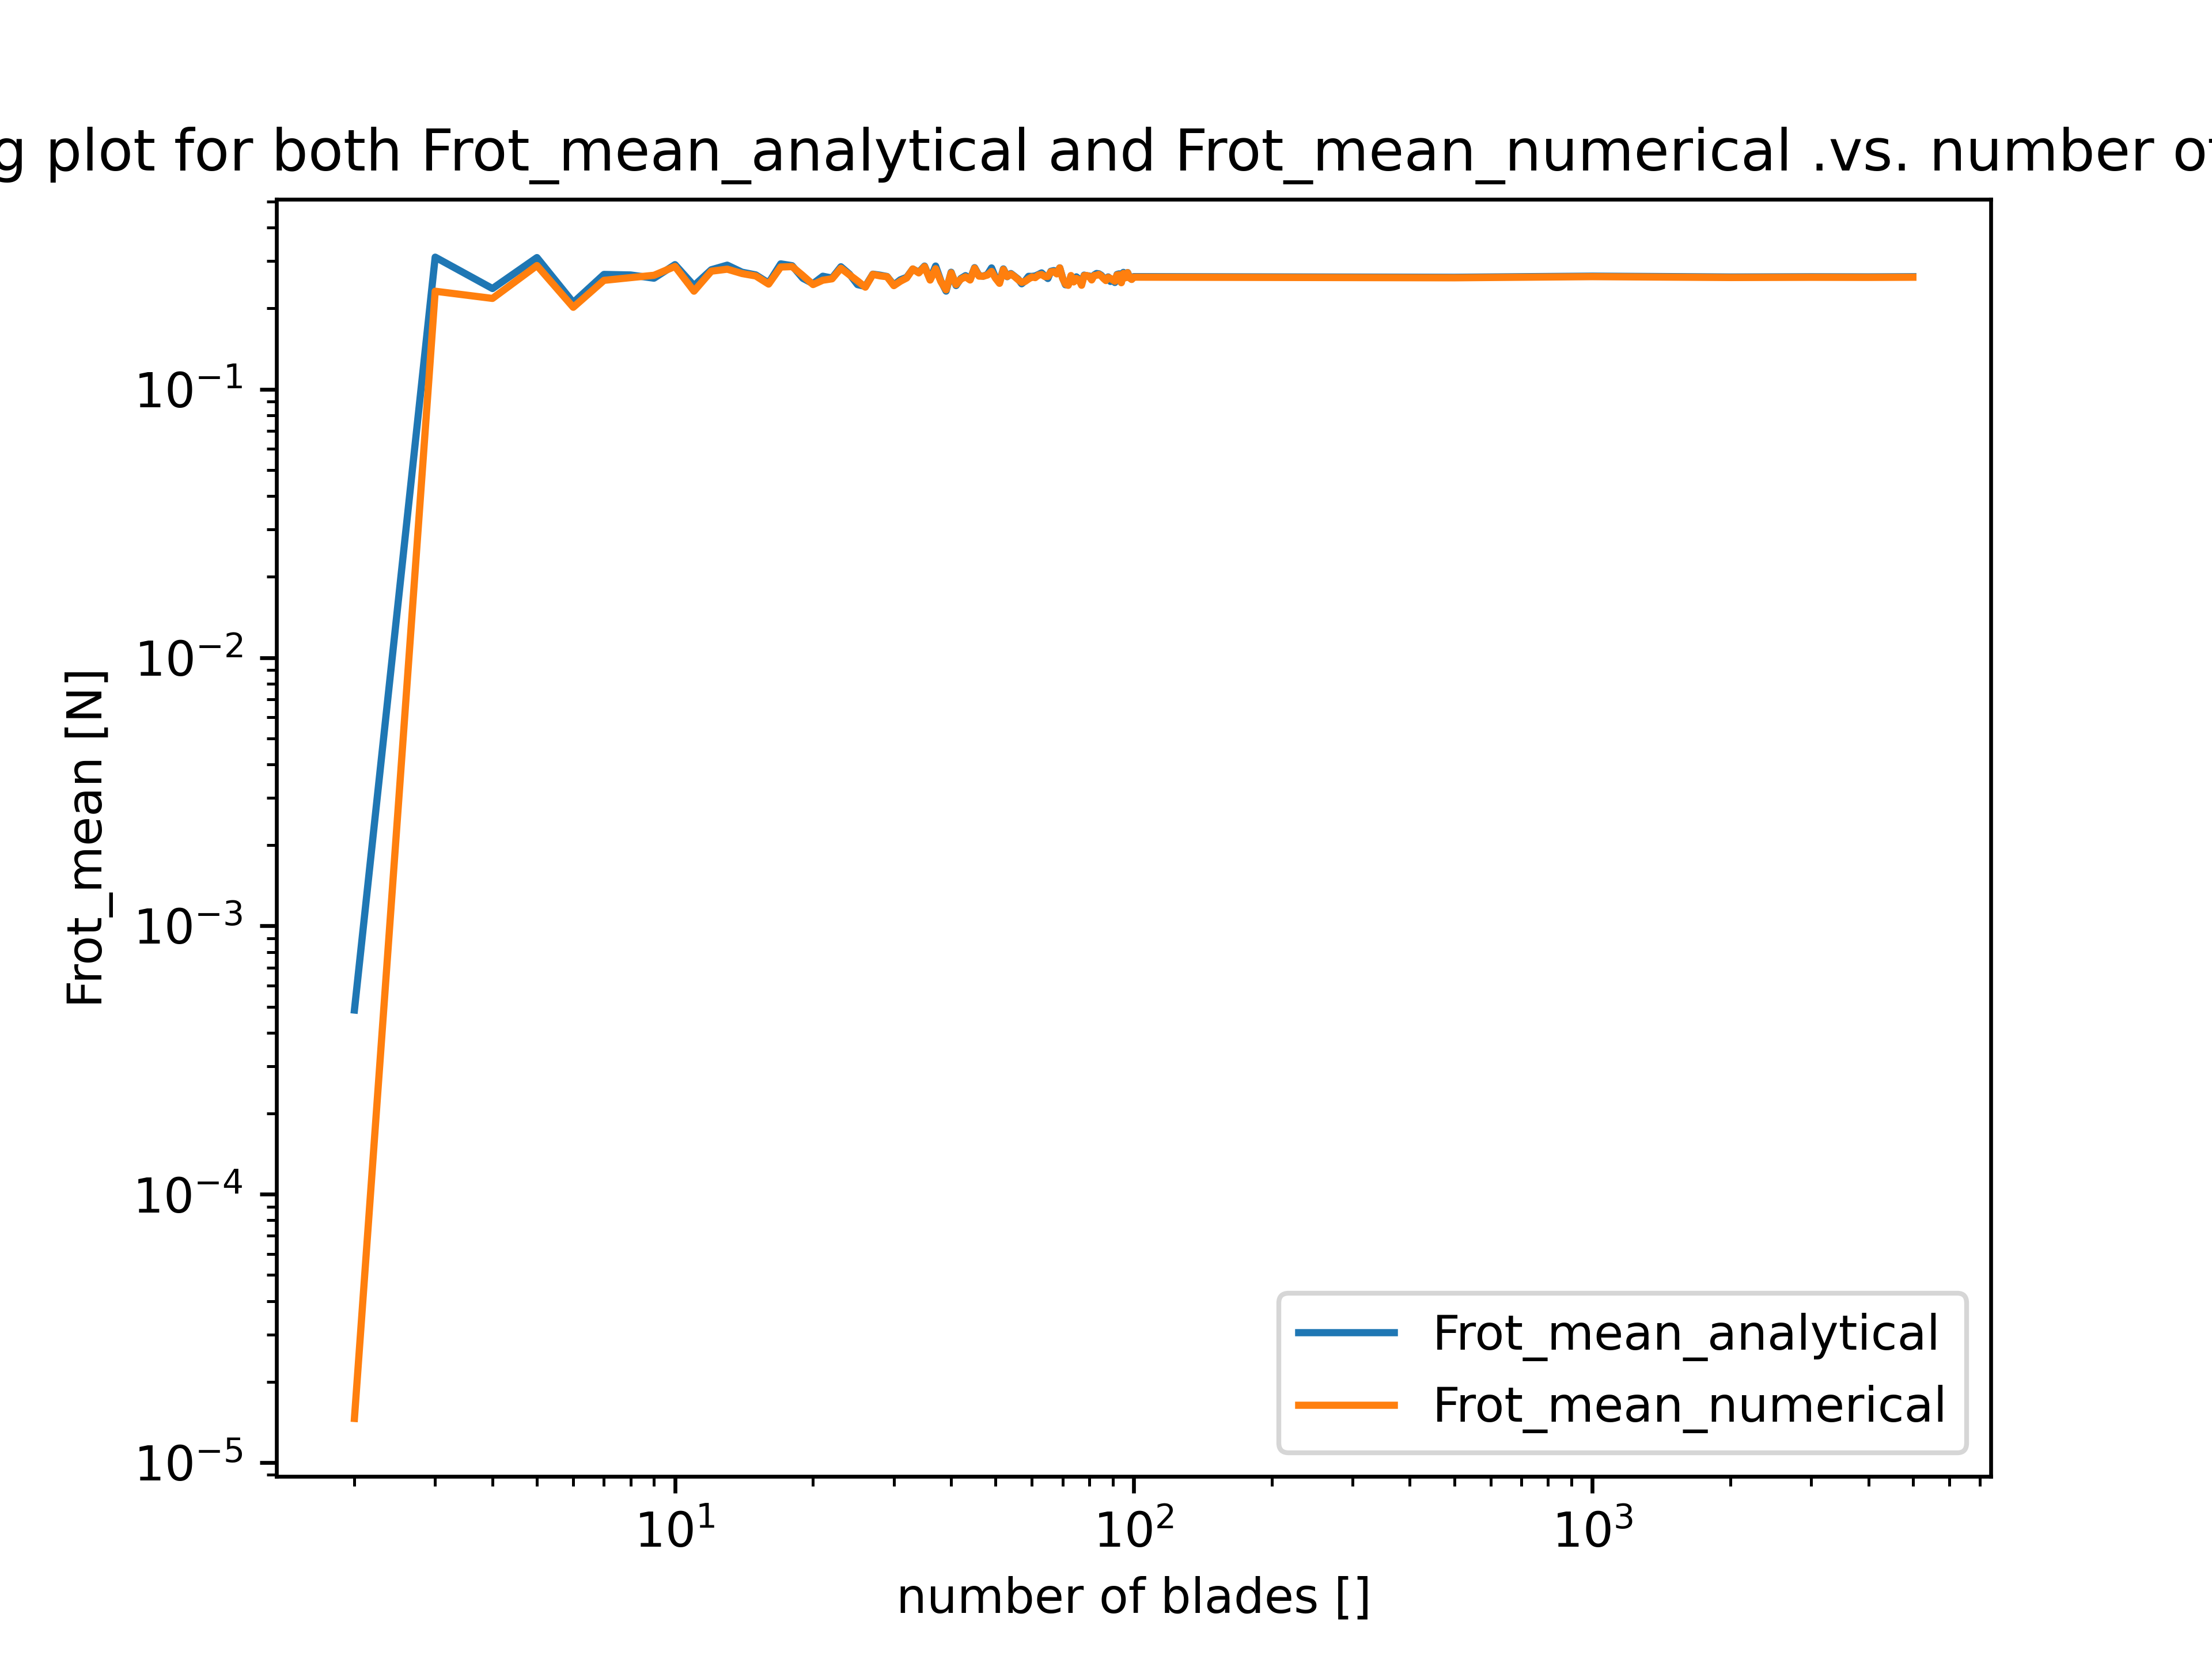 g plot for both Frot_mean_analytical and Frot_mean_numerical .vs. number of
10⁻¹
10⁻²
10⁻³
10⁻⁴
10⁻⁵
Frot_mean [N]
Frot_mean_analytical
Frot_mean_numerical
10¹ 10² 10³
number of blades []